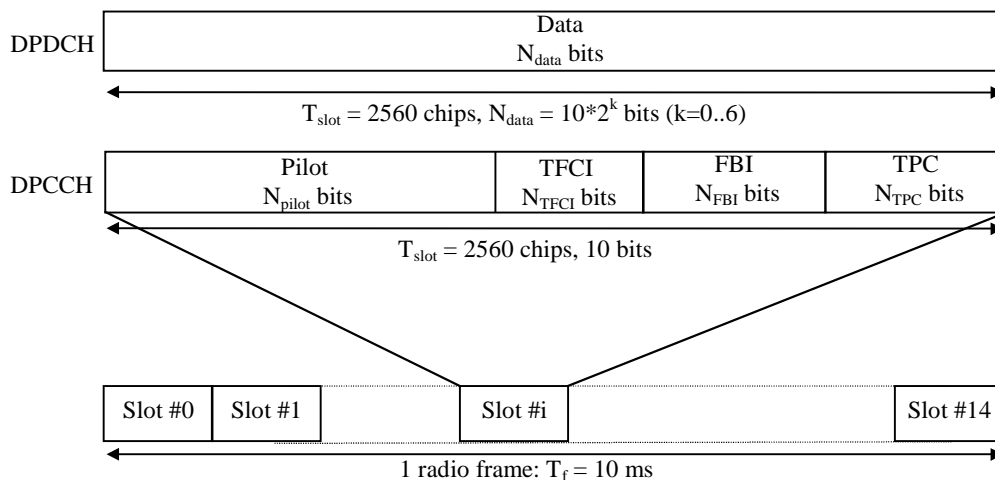 DPDCH
Data
N_data bits
T_slot = 2560 chips, N_data = 10*2^k bits (k=0..6)
DPCCH
Pilot
N_pilot bits
TFCI
N_TFCI bits
FBI
N_FBI bits
TPC
N_TPC bits
T_slot = 2560 chips, 10 bits
Slot #0
Slot #1
Slot #i
Slot #14
1 radio frame: T_f = 10 ms